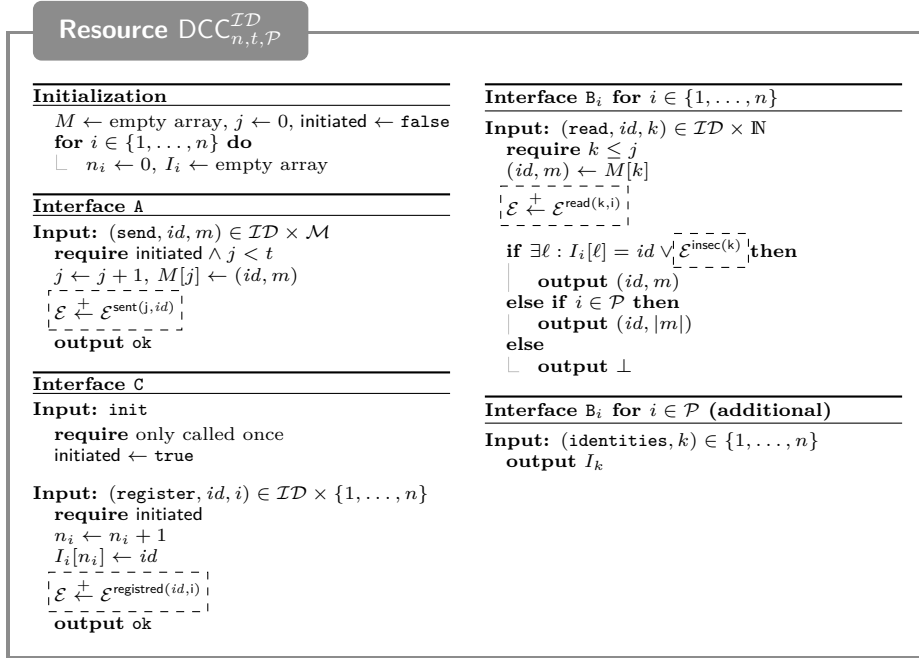 Resource DCC^{ID}_{n,t,P}
Initialization
M ← empty array, j ← 0, initiated ← false
for i ∈ {1, . . . , n} do
n_i ← 0, I_i ← empty array
Interface A
Input: (send, id, m) ∈ ID × M
require initiated ∧ j < t
j ← j + 1, M[j] ← (id, m)
E ←^+ E^{sent(j,id)}
output ok
Interface C
Input: init
require only called once
initiated ← true
Input: (register, id, i) ∈ ID × {1, . . . , n}
require initiated
n_i ← n_i + 1
I_i[n_i] ← id
E ←^+ E^{registred(id,i)}
output ok
Interface B_i for i ∈ {1, . . . , n}
Input: (read, id, k) ∈ ID × ℕ
require k ≤ j
(id, m) ← M[k]
E ←^+ E^{read(k,i)}
if ∃ℓ : I_i[ℓ] = id ∨ E^{insec(k)} then
output (id, m)
else if i ∈ P then
output (id, |m|)
else
output ⊥
Interface B_i for i ∈ P (additional)
Input: (identities, k) ∈ {1, . . . , n}
output I_k